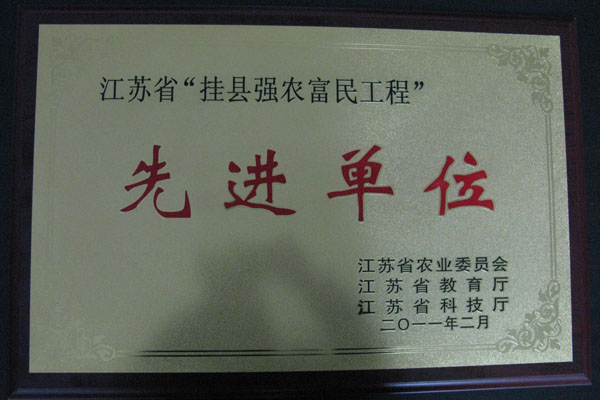 江苏省“挂县强农富民工程”
先进单位
江苏省农业委员会
江苏省教育厅
江苏省科技厅
二〇一一年二月